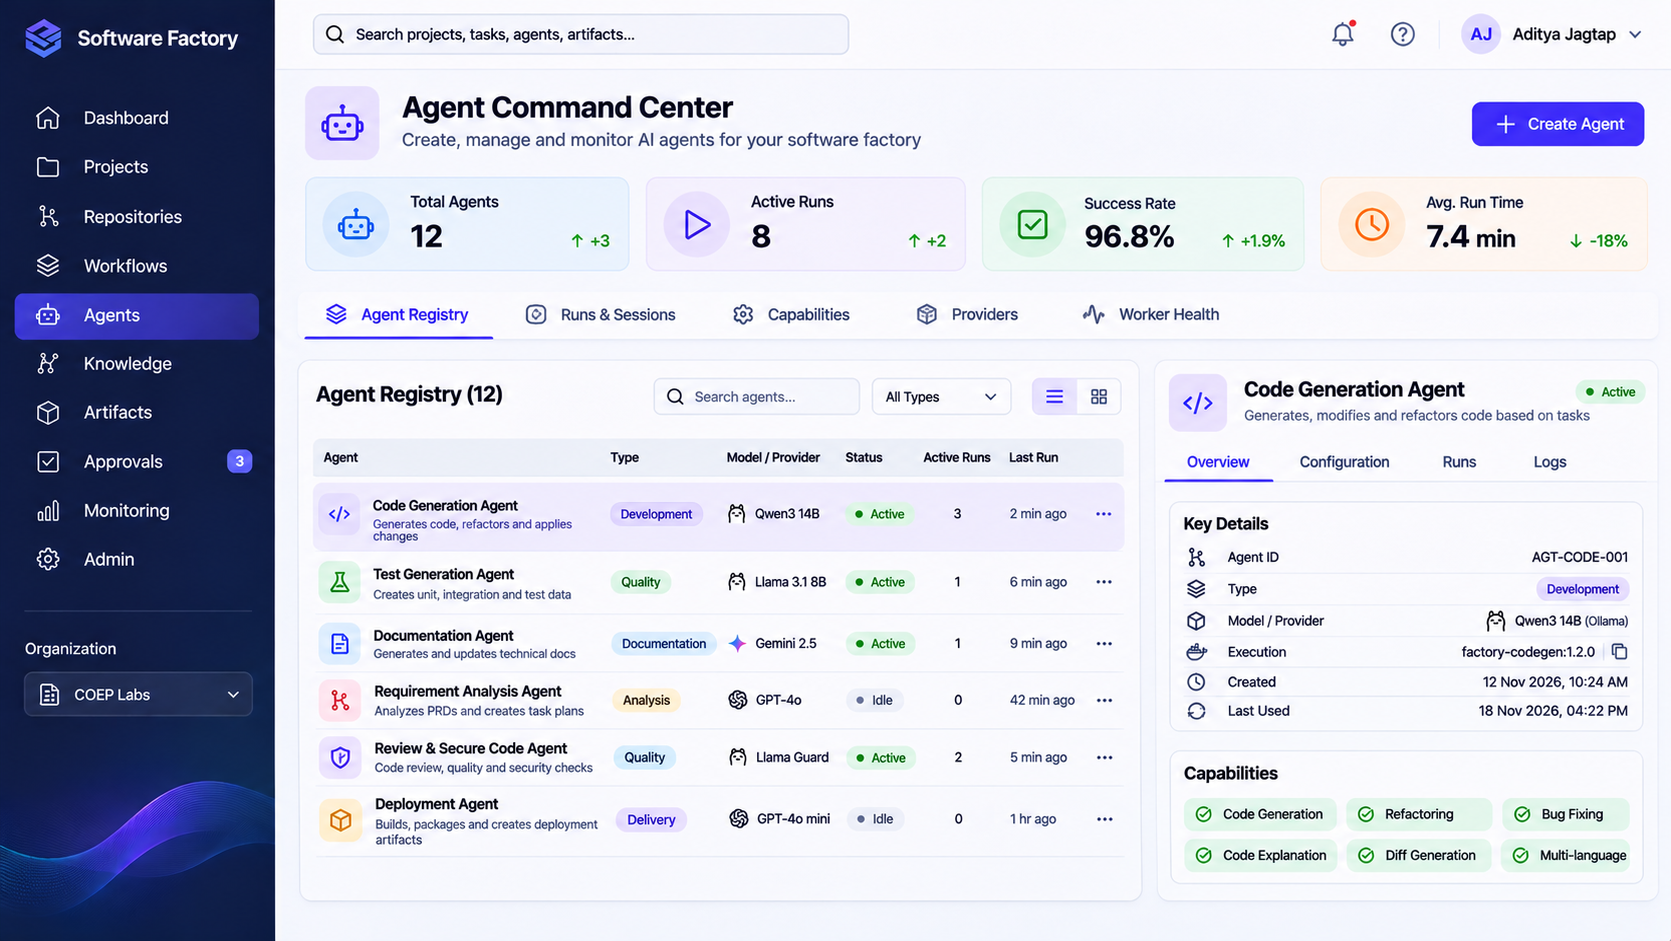 Software Factory
Search projects, tasks, agents, artifacts...
AJ
Aditya Jagtap
Dashboard
Projects
Repositories
Workflows
Agents
Knowledge
Artifacts
Approvals
3
Monitoring
Admin
Organization
COEP Labs
Agent Command Center
Create, manage and monitor AI agents for your software factory
Create Agent
Total Agents
12
↑ +3
Active Runs
8
↑ +2
Success Rate
96.8%
↑ +1.9%
Avg. Run Time
7.4 min
↓ -18%
Agent Registry
Runs & Sessions
Capabilities
Providers
Worker Health
Agent Registry (12)
Search agents...
All Types
Agent Type Model / Provider Status Active Runs Last Run
Code Generation Agent
Generates code, refactors and applies
changes
Development
Qwen3 14B
Active
3
2 min ago
Test Generation Agent
Creates unit, integration and test data
Quality
Llama 3.1 8B
Active
1
6 min ago
Documentation Agent
Generates and updates technical docs
Documentation
Gemini 2.5
Active
1
9 min ago
Requirement Analysis Agent
Analyzes PRDs and creates task plans
Analysis
GPT-4o
Idle
0
42 min ago
Review & Secure Code Agent
Code review, quality and security checks
Quality
Llama Guard
Active
2
5 min ago
Deployment Agent
Builds, packages and creates deployment
artifacts
Delivery
GPT-4o mini
Idle
0
1 hr ago
Code Generation Agent
Active
Generates, modifies and refactors code based on tasks
Overview
Configuration
Runs
Logs
Key Details
Agent ID AGT-CODE-001
Type Development
Model / Provider Qwen3 14B (Ollama)
Execution factory-codegen:1.2.0
Created 12 Nov 2026, 10:24 AM
Last Used 18 Nov 2026, 04:22 PM
Capabilities
Code Generation
Refactoring
Bug Fixing
Code Explanation
Diff Generation
Multi-language